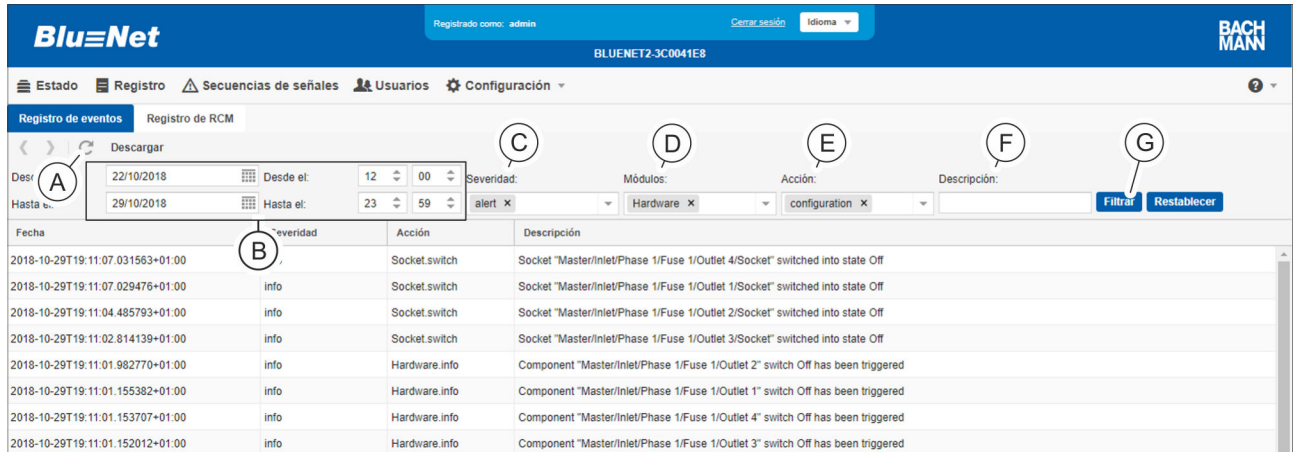 Registrado como: admin Cerrar sesión Idioma
BlueNet BACH
MANN
BLUENET2-3C0041E8
Estado Registro Secuencias de señales Usuarios Configuración ?
Registro de eventos Registro de RCM
Descargar C D E F G
A 22/10/2018 Desde el: 12 00 Severidad: Módulos: Acción: Descripción:
29/10/2018 Hasta el: 23 59 alert × Hardware × configuration × Filtrar Restablecer
Fecha B Severidad Acción Descripción
2018-10-29T19:11:07.031563+01:00 Socket.switch Socket "Master/Inlet/Phase 1/Fuse 1/Outlet 4/Socket" switched into state Off
2018-10-29T19:11:07.029476+01:00 info Socket.switch Socket "Master/Inlet/Phase 1/Fuse 1/Outlet 1/Socket" switched into state Off
2018-10-29T19:11:04.485793+01:00 info Socket.switch Socket "Master/Inlet/Phase 1/Fuse 1/Outlet 2/Socket" switched into state Off
2018-10-29T19:11:02.814139+01:00 info Socket.switch Socket "Master/Inlet/Phase 1/Fuse 1/Outlet 3/Socket" switched into state Off
2018-10-29T19:11:01.982770+01:00 info Hardware.info Component "Master/Inlet/Phase 1/Fuse 1/Outlet 2" switch Off has been triggered
2018-10-29T19:11:01.155382+01:00 info Hardware.info Component "Master/Inlet/Phase 1/Fuse 1/Outlet 1" switch Off has been triggered
2018-10-29T19:11:01.153707+01:00 info Hardware.info Component "Master/Inlet/Phase 1/Fuse 1/Outlet 4" switch Off has been triggered
2018-10-29T19:11:01.152012+01:00 info Hardware.info Component "Master/Inlet/Phase 1/Fuse 1/Outlet 3" switch Off has been triggered